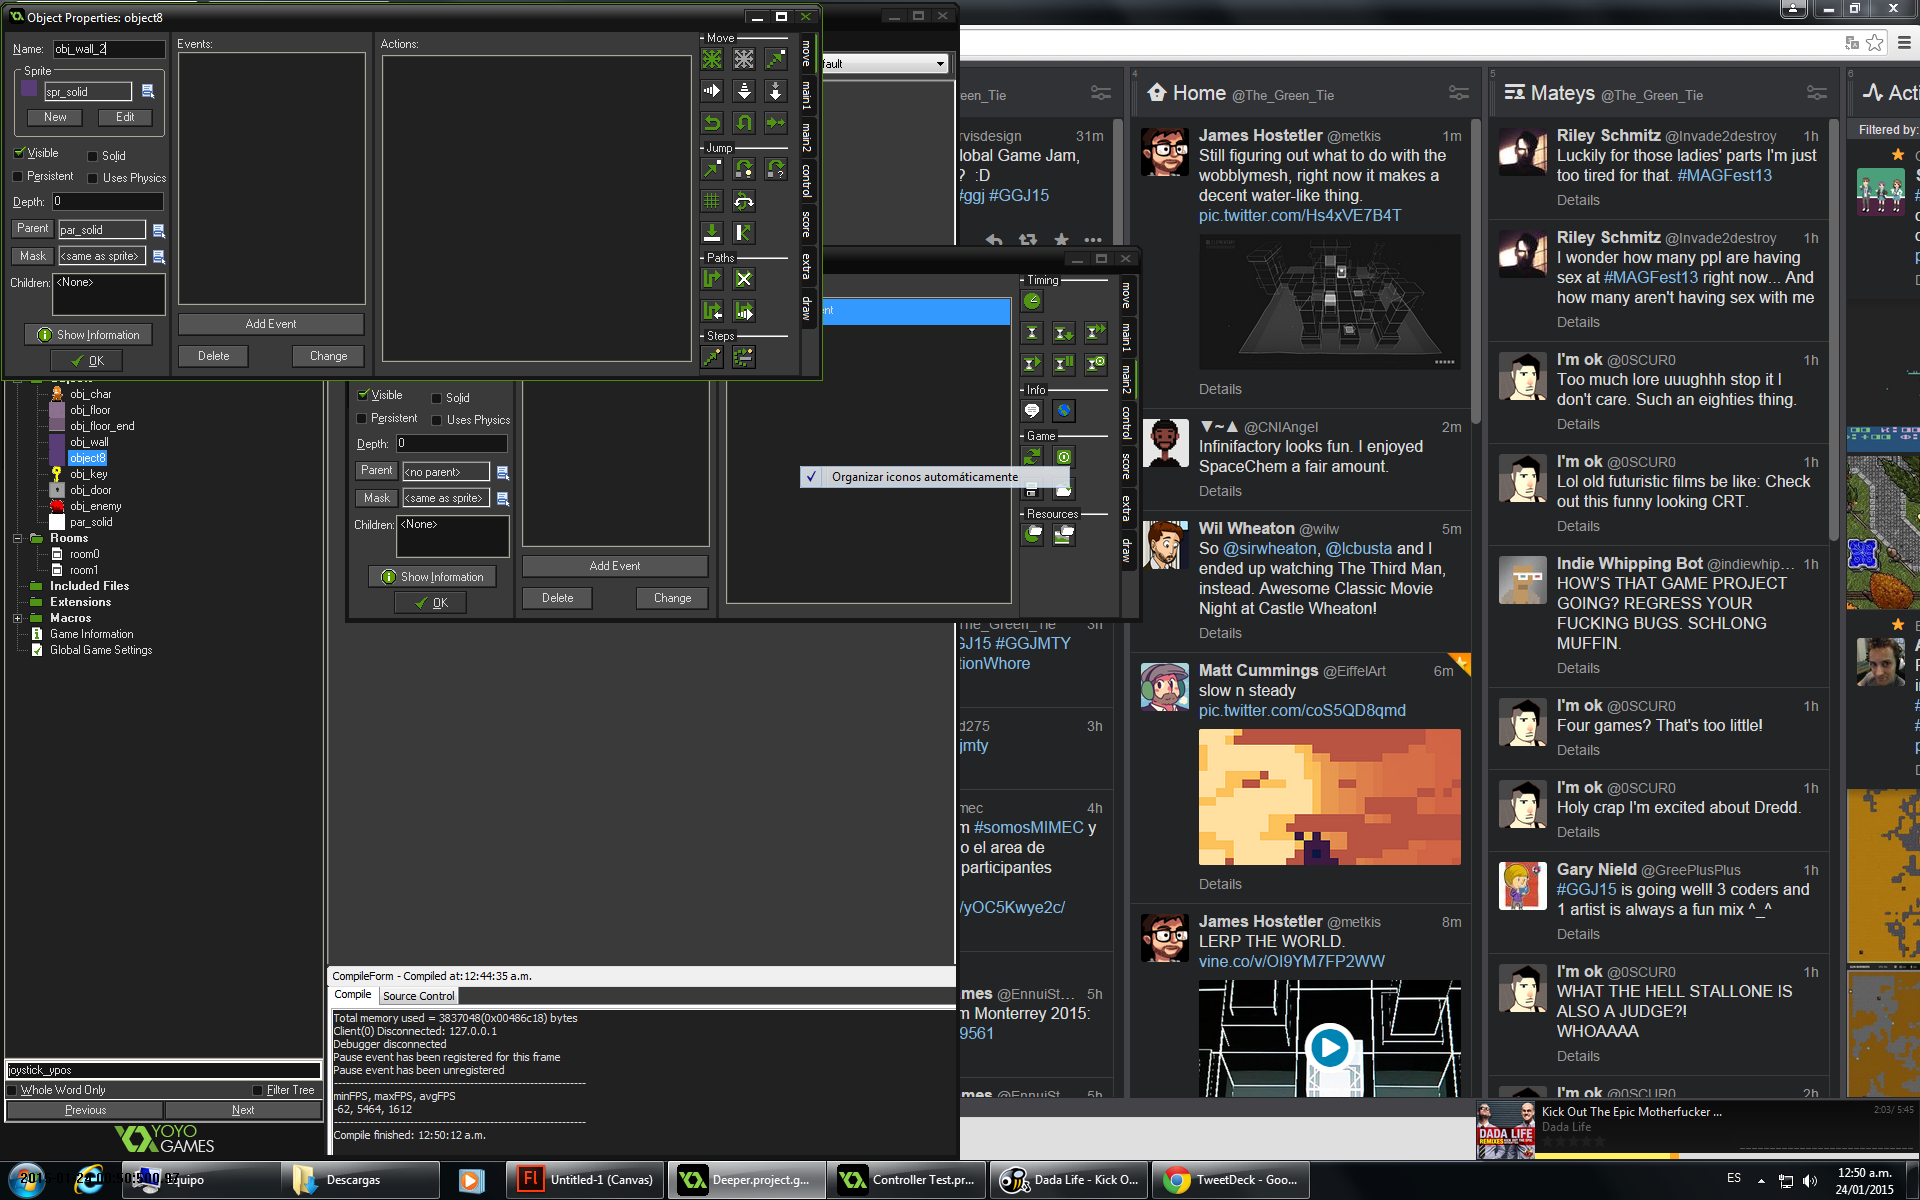 Object Properties: object8
Name: obj_wall_2
Sprite
spr_solid
New Edit
Visible Solid
Persistent Uses Physics
Depth: 0
Parent par_solid
Mask <same as sprite>
Children: <None>
Show Information
OK
Events:
Add Event
Delete Change
Actions:
Move
Jump
Paths
Steps
move
main1
main2
control
score
extra
draw
fault
obj_char
obj_floor
obj_floor_end
obj_wall
object8
obj_key
obj_door
obj_enemy
par_solid
Rooms
room0
room1
Included Files
Extensions
Macros
Game Information
Global Game Settings
joystick_ypos
Whole Word Only Filter Tree
Previous Next
YOYO
GAMES
Visible Solid
Persistent Uses Physics
Depth: 0
Parent <no parent>
Mask <same as sprite>
Children: <None>
Show Information
OK
Add Event
Delete Change
ent
Organizar iconos automáticamente
Timing
Info
Game
Resources
move
main1
main2
control
score
extra
draw
CompileForm - Compiled at: 12:44:35 a.m.
Compile Source Control
Total memory used = 3837048(0x00486c18) bytes
Client(0) Disconnected: 127.0.0.1
Debugger disconnected
Pause event has been registered for this frame
Pause event has been unregistered
minFPS, maxFPS, avgFPS
-62, 5464, 1612
Compile finished: 12:50:12 a.m.
een_Tie
rvisdesign 31m
lobal Game Jam,
? :D
#ggj #GGJ15
The_Green_Tie 3h
GJ15 #GGJMTY
tionWhore
d275 3h
jmty
mec 4h
m #somosMIMEC y
o el area de
participantes
/yOC5Kwye2c/
mes @EnnuiSt... 5h
m Monterrey 2015:
9561
mes @EnnuiSt... 5h
4
Home @The_Green_Tie
James Hostetler @metkis 1m
Still figuring out what to do with the
wobblymesh, right now it makes a
decent water-like thing.
pic.twitter.com/Hs4xVE7B4T
Details
▼~▲ @CNIAngel 2m
Infinifactory looks fun. I enjoyed
SpaceChem a fair amount.
Details
Wil Wheaton @wilw 5m
So @sirwheaton, @lcbusta and I
ended up watching The Third Man,
instead. Awesome Classic Movie
Night at Castle Wheaton!
Details
Matt Cummings @EiffelArt 6m
slow n steady
pic.twitter.com/coS5QD8qmd
Details
James Hostetler @metkis 8m
LERP THE WORLD.
vine.co/v/OI9YM7FP2WW
5
Mateys @The_Green_Tie
Riley Schmitz @Invade2destroy 1h
Luckily for those ladies' parts I'm just
too tired for that. #MAGFest13
Details
Riley Schmitz @Invade2destroy 1h
I wonder how many ppl are having
sex at #MAGFest13 right now... And
how many aren't having sex with me
Details
I'm ok @0SCUR0 1h
Too much lore uuughhh stop it I
don't care. Such an eighties thing.
Details
I'm ok @0SCUR0 1h
Lol old futuristic films be like: Check
out this funny looking CRT.
Details
Indie Whipping Bot @indiewhip... 1h
HOW'S THAT GAME PROJECT
GOING? REGRESS YOUR
FUCKING BUGS. SCHLONG
MUFFIN.
Details
I'm ok @0SCUR0 1h
Four games? That's too little!
Details
I'm ok @0SCUR0 1h
Holy crap I'm excited about Dredd.
Details
Gary Nield @GreePlusPlus 1h
#GGJ15 is going well! 3 coders and
1 artist is always a fun mix ^_^
Details
I'm ok @0SCUR0 1h
WHAT THE HELL STALLONE IS
ALSO A JUDGE?!
WHOAAAA
Details
I'm ok @0SCUR0 2h
6
Acti
Filtered by:
DADA LIFE
Kick Out The Epic Motherfucker ...
Dada Life
2:03/ 5:45
Equipo
Descargas
Untitled-1 (Canvas)
Deeper.project.g...
Controller Test.pr...
Dada Life - Kick O...
TweetDeck - Goo...
ES
12:50 a.m.
24/01/2015